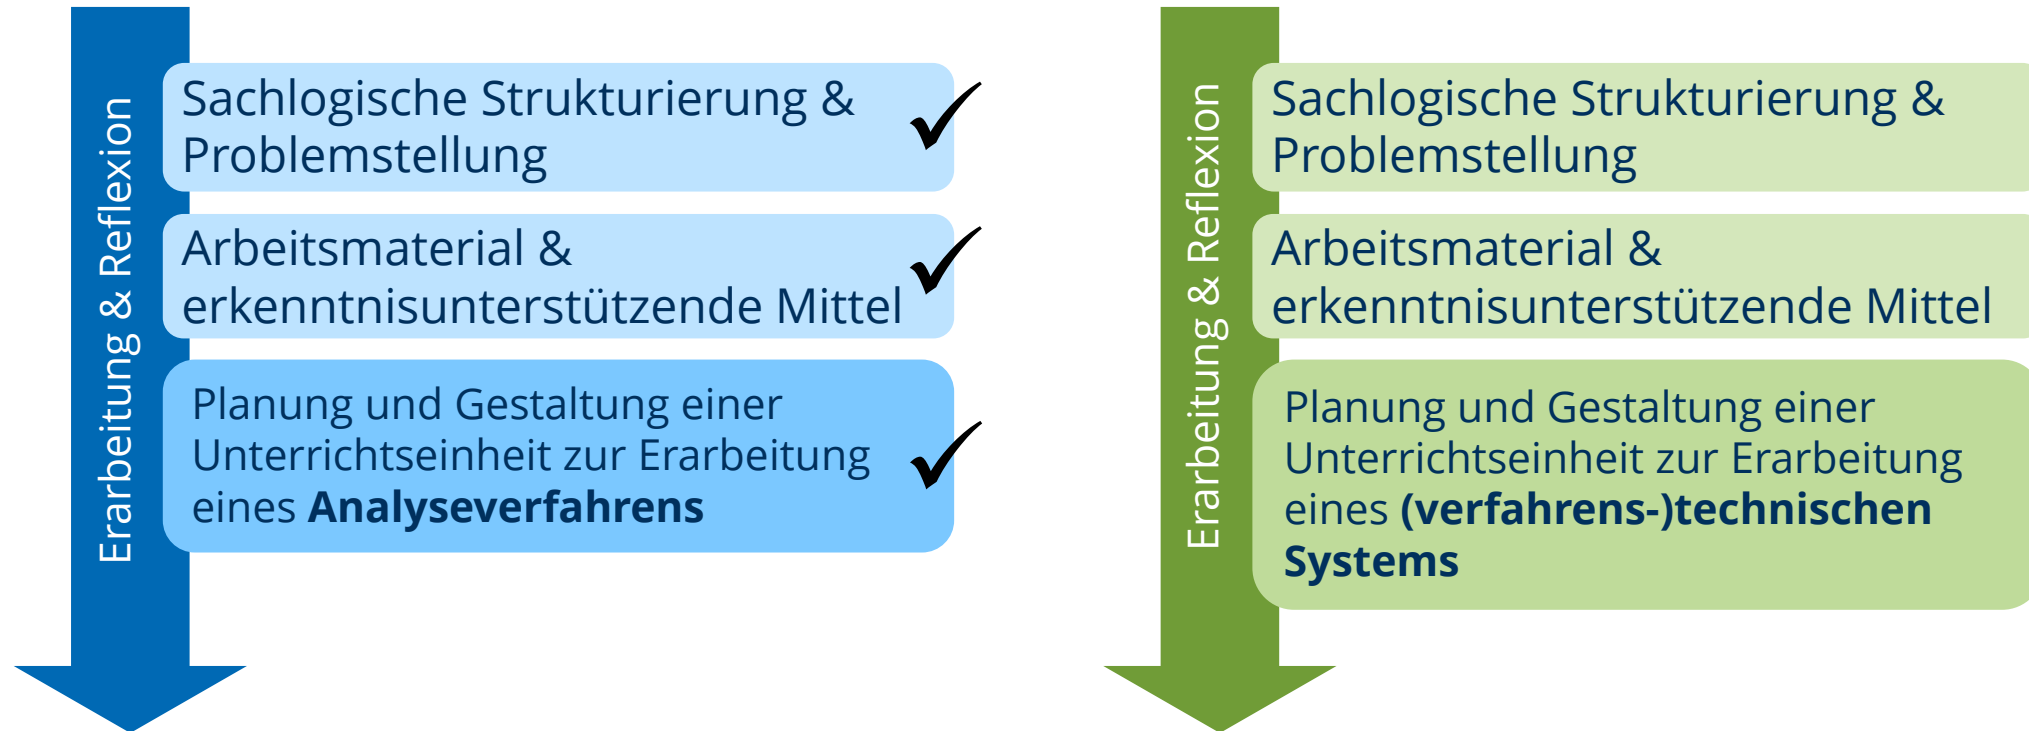 Erarbeitung & Reflexion
Sachlogische Strukturierung &
Problemstellung
Arbeitsmaterial &
erkenntnisunterstützende Mittel
Planung und Gestaltung einer
Unterrichtseinheit zur Erarbeitung
eines Analyseverfahrens
Erarbeitung & Reflexion
Sachlogische Strukturierung &
Problemstellung
Arbeitsmaterial &
erkenntnisunterstützende Mittel
Planung und Gestaltung einer
Unterrichtseinheit zur Erarbeitung
eines (verfahrens-)technischen
Systems